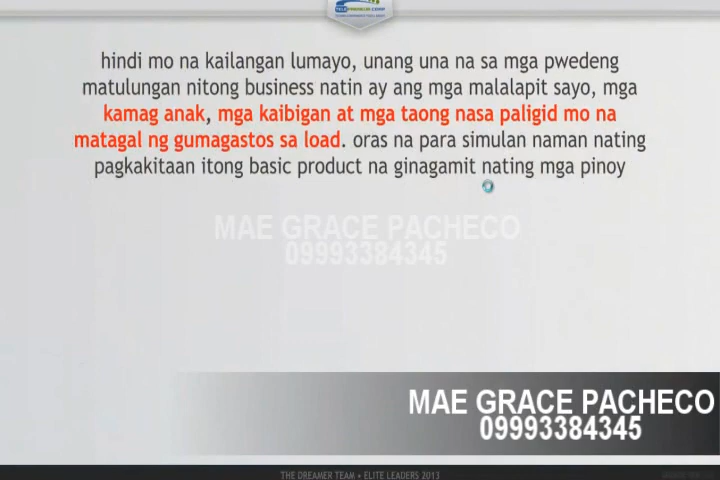 hindi mo na kailangan lumayo, unang una na sa mga pwedeng
matulungan nitong business natin ay ang mga malalapit sayo, mga
kamag anak, mga kaibigan at mga taong nasa paligid mo na
matagal ng gumagastos sa load. oras na para simulan naman nating
pagkakitaan itong basic product na ginagamit nating mga pinoy
MAE GRACE PACHECO
09993384345
MAE GRACE PACHECO
09993384345
THE DREAMER TEAM • ELITE LEADERS 2013